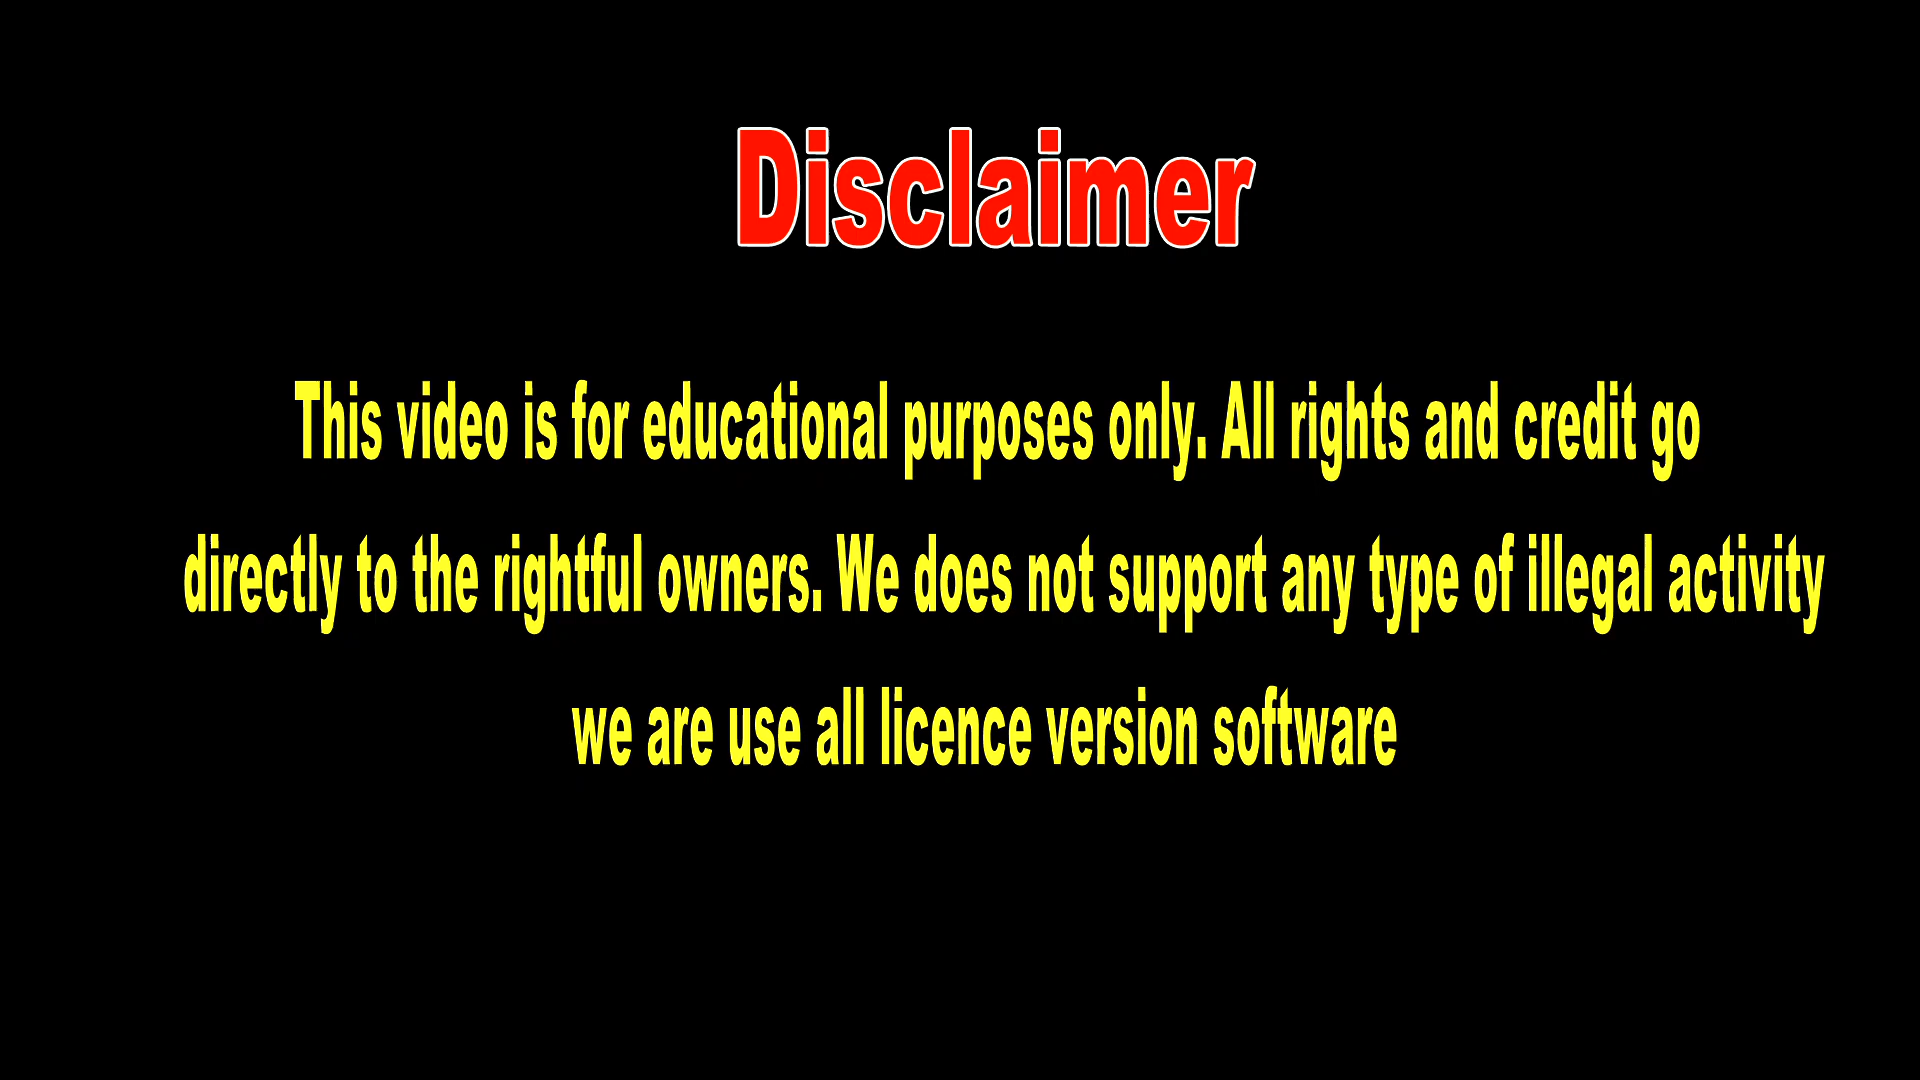 Disclaimer
This video is for educational purposes only. All rights and credit go
directly to the rightful owners. We does not support any type of illegal activity
we are use all licence version software